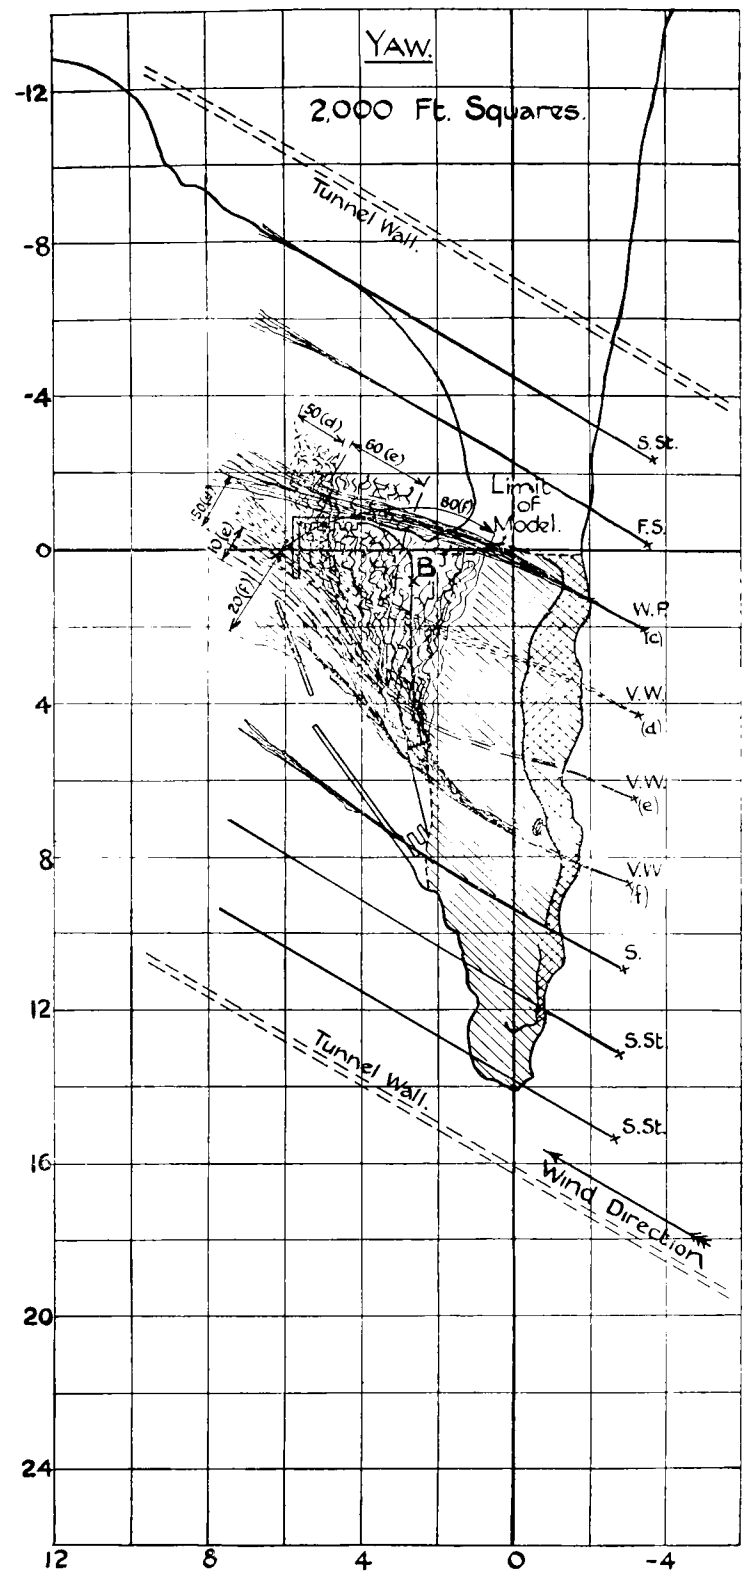 YAW.
-12
2,000 Ft. Squares.
Tunnel Wall.
-8
-4
50(d)
60(e)
S.St.
80(f)
Limit
of
Model.
F.S.
50(d)
10(e)
0
20(f)
B
W.P.
(c)
V.W.
(d)
4
V.W.
(e)
8
V.W
(f)
S.
12
S.St.
Tunnel Wall.
S.St.
16
Wind Direction
20
24
12 8 4 0 -4